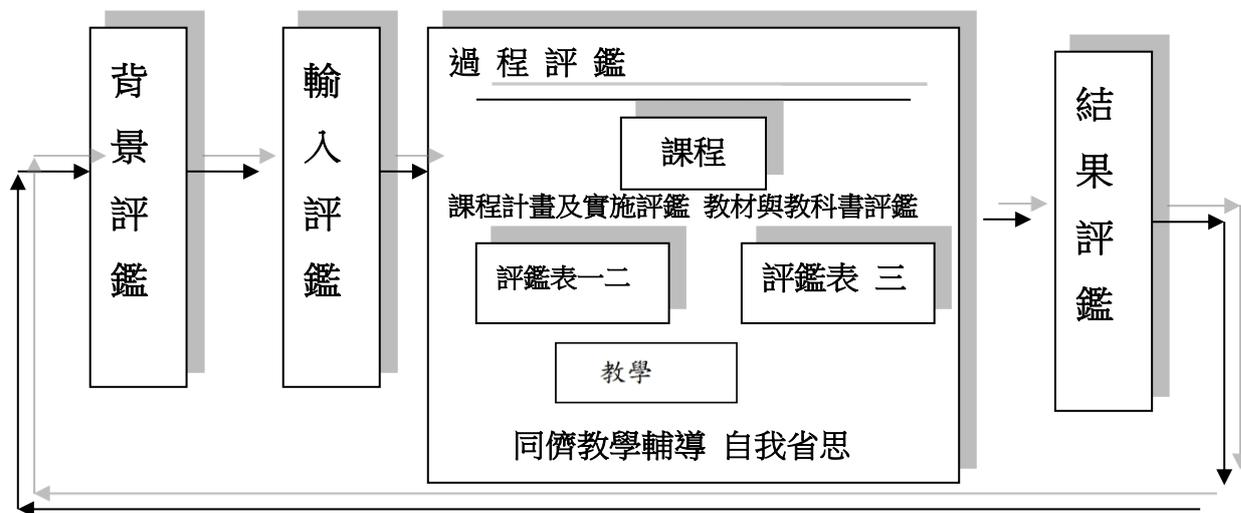 背景評鑑
輸入評鑑
過 程 評 鑑
課程
課程計畫及實施評鑑 教材與教科書評鑑
評鑑表一二
評鑑表 三
教學
同儕教學輔導 自我省思
結果評鑑